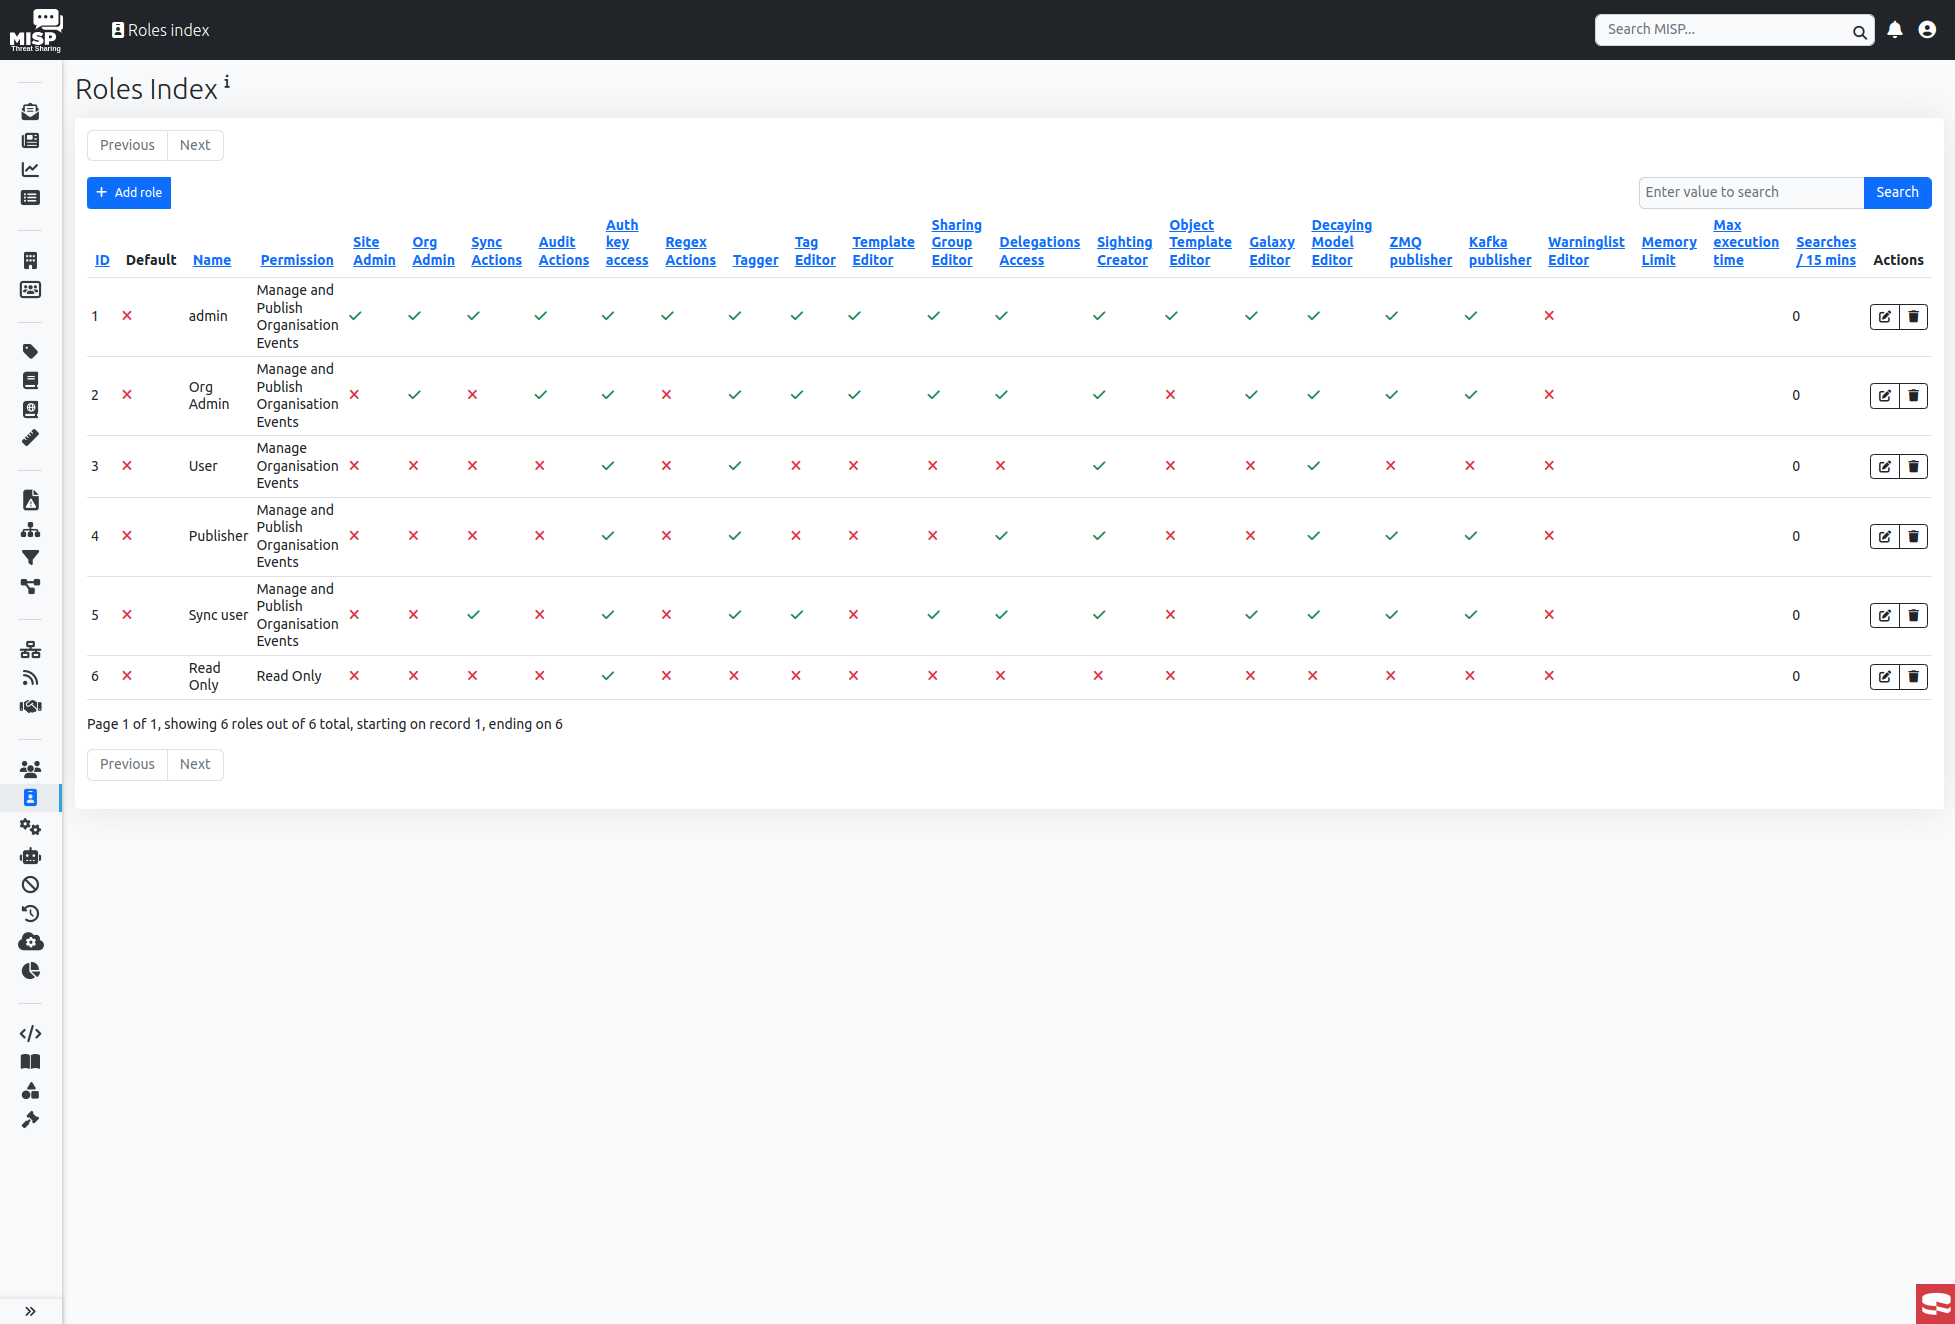 MISP
Threat Sharing
Roles index
Search MISP...
Roles Index i
Previous Next
+ Add role
Enter value to search Search
ID Default Name Permission Site Admin Org Admin Sync Actions Audit Actions Auth key access Regex Actions Tagger Tag Editor Template Editor Sharing Group Editor Delegations Access Sighting Creator Object Template Editor Galaxy Editor Decaying Model Editor ZMQ publisher Kafka publisher Warninglist Editor Memory Limit Max execution time Searches / 15 mins Actions
1 admin Manage and Publish Organisation Events 0
2 Org Admin Manage and Publish Organisation Events 0
3 User Manage Organisation Events 0
4 Publisher Manage and Publish Organisation Events 0
5 Sync user Manage and Publish Organisation Events 0
6 Read Only Read Only 0
Page 1 of 1, showing 6 roles out of 6 total, starting on record 1, ending on 6
Previous Next